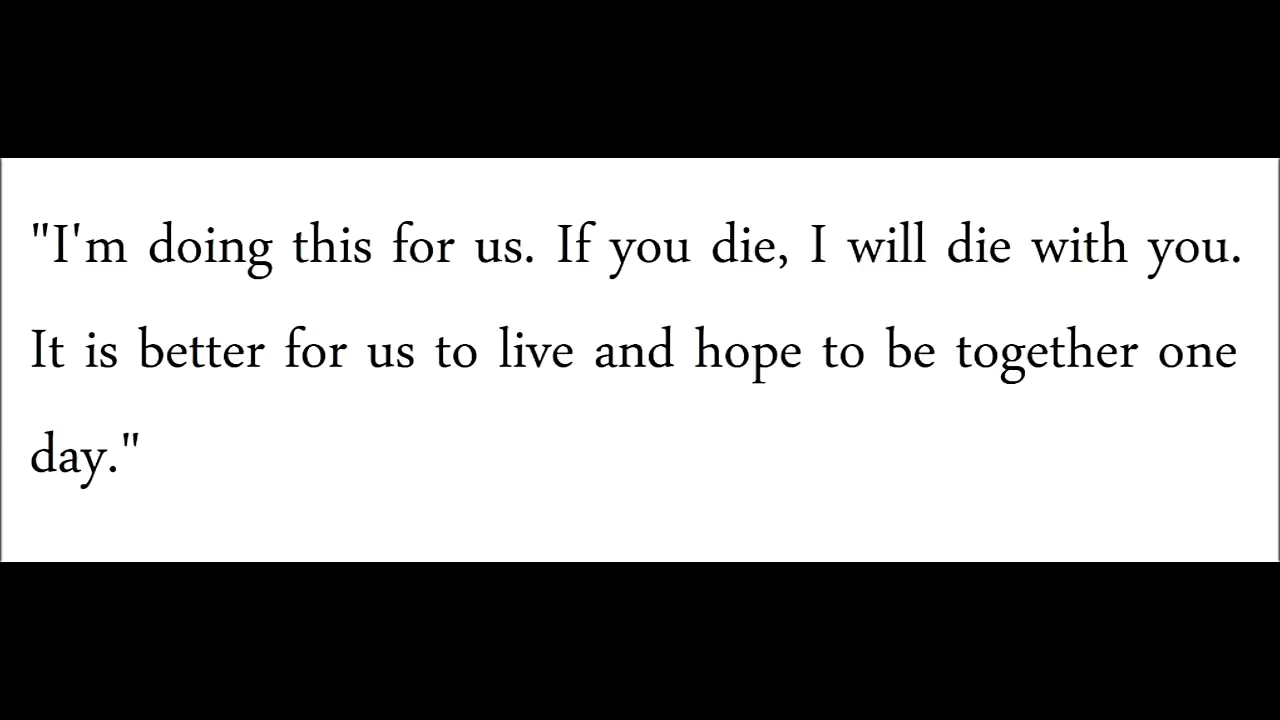 "I'm doing this for us. If you die, I will die with you.
It is better for us to live and hope to be together one
day."